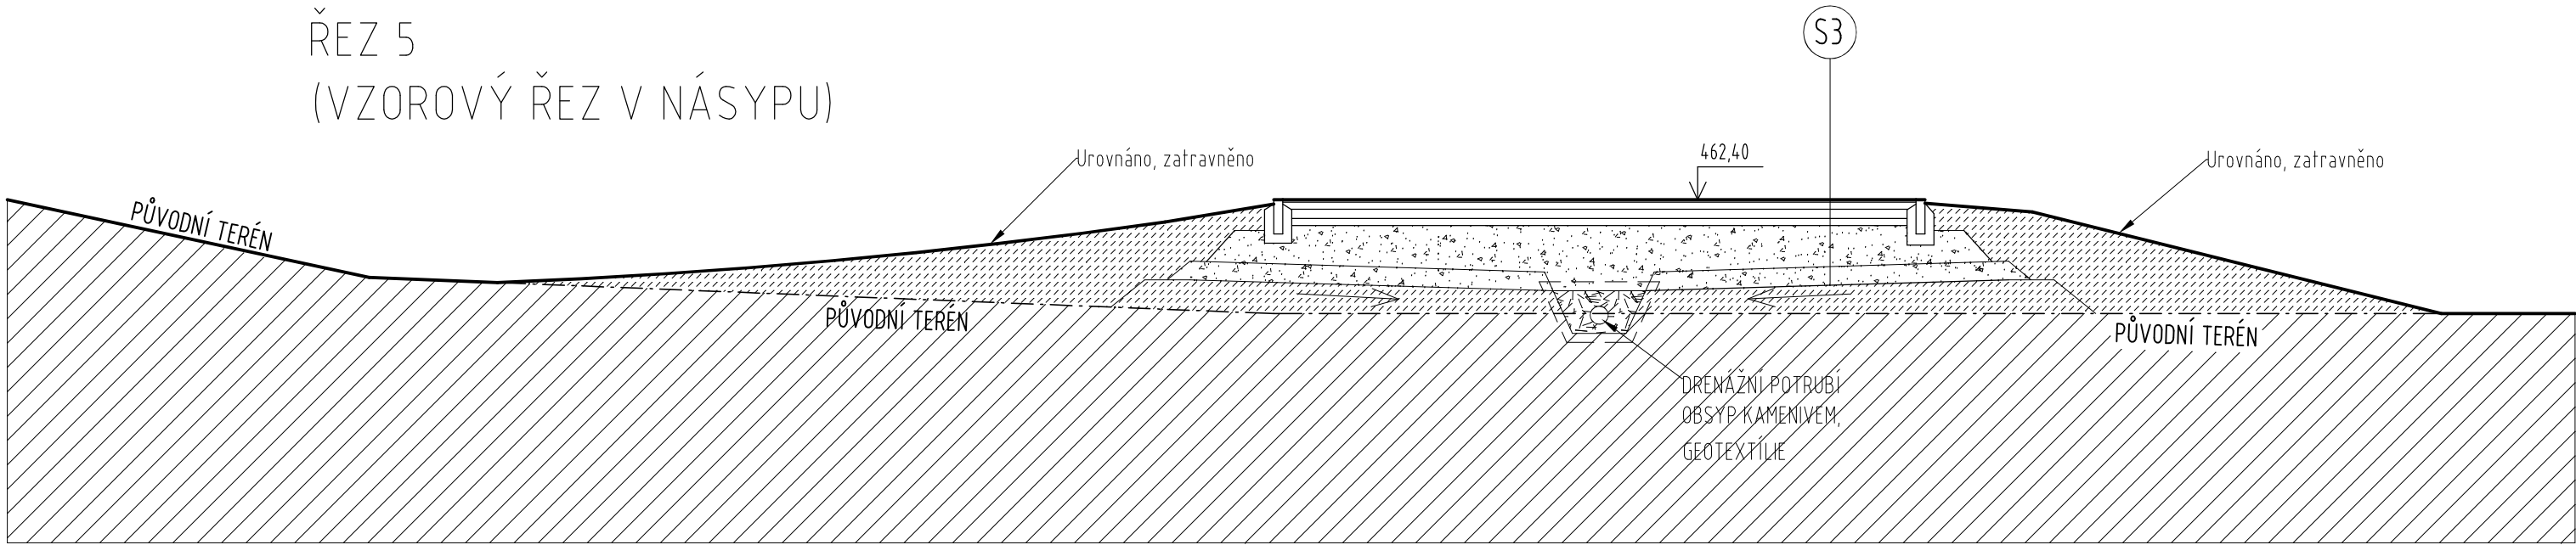 ŘEZ 5
(VZOROVÝ ŘEZ V NÁSYPU)
S3
Urovnáno, zatravněno
462,40
Urovnáno, zatravněno
PŮVODNÍ TERÉN
PŮVODNÍ TERÉN
PŮVODNÍ TERÉN
DRENÁŽNÍ POTRUBÍ
OBSYP KAMENIVEM,
GEOTEXTÍLIE